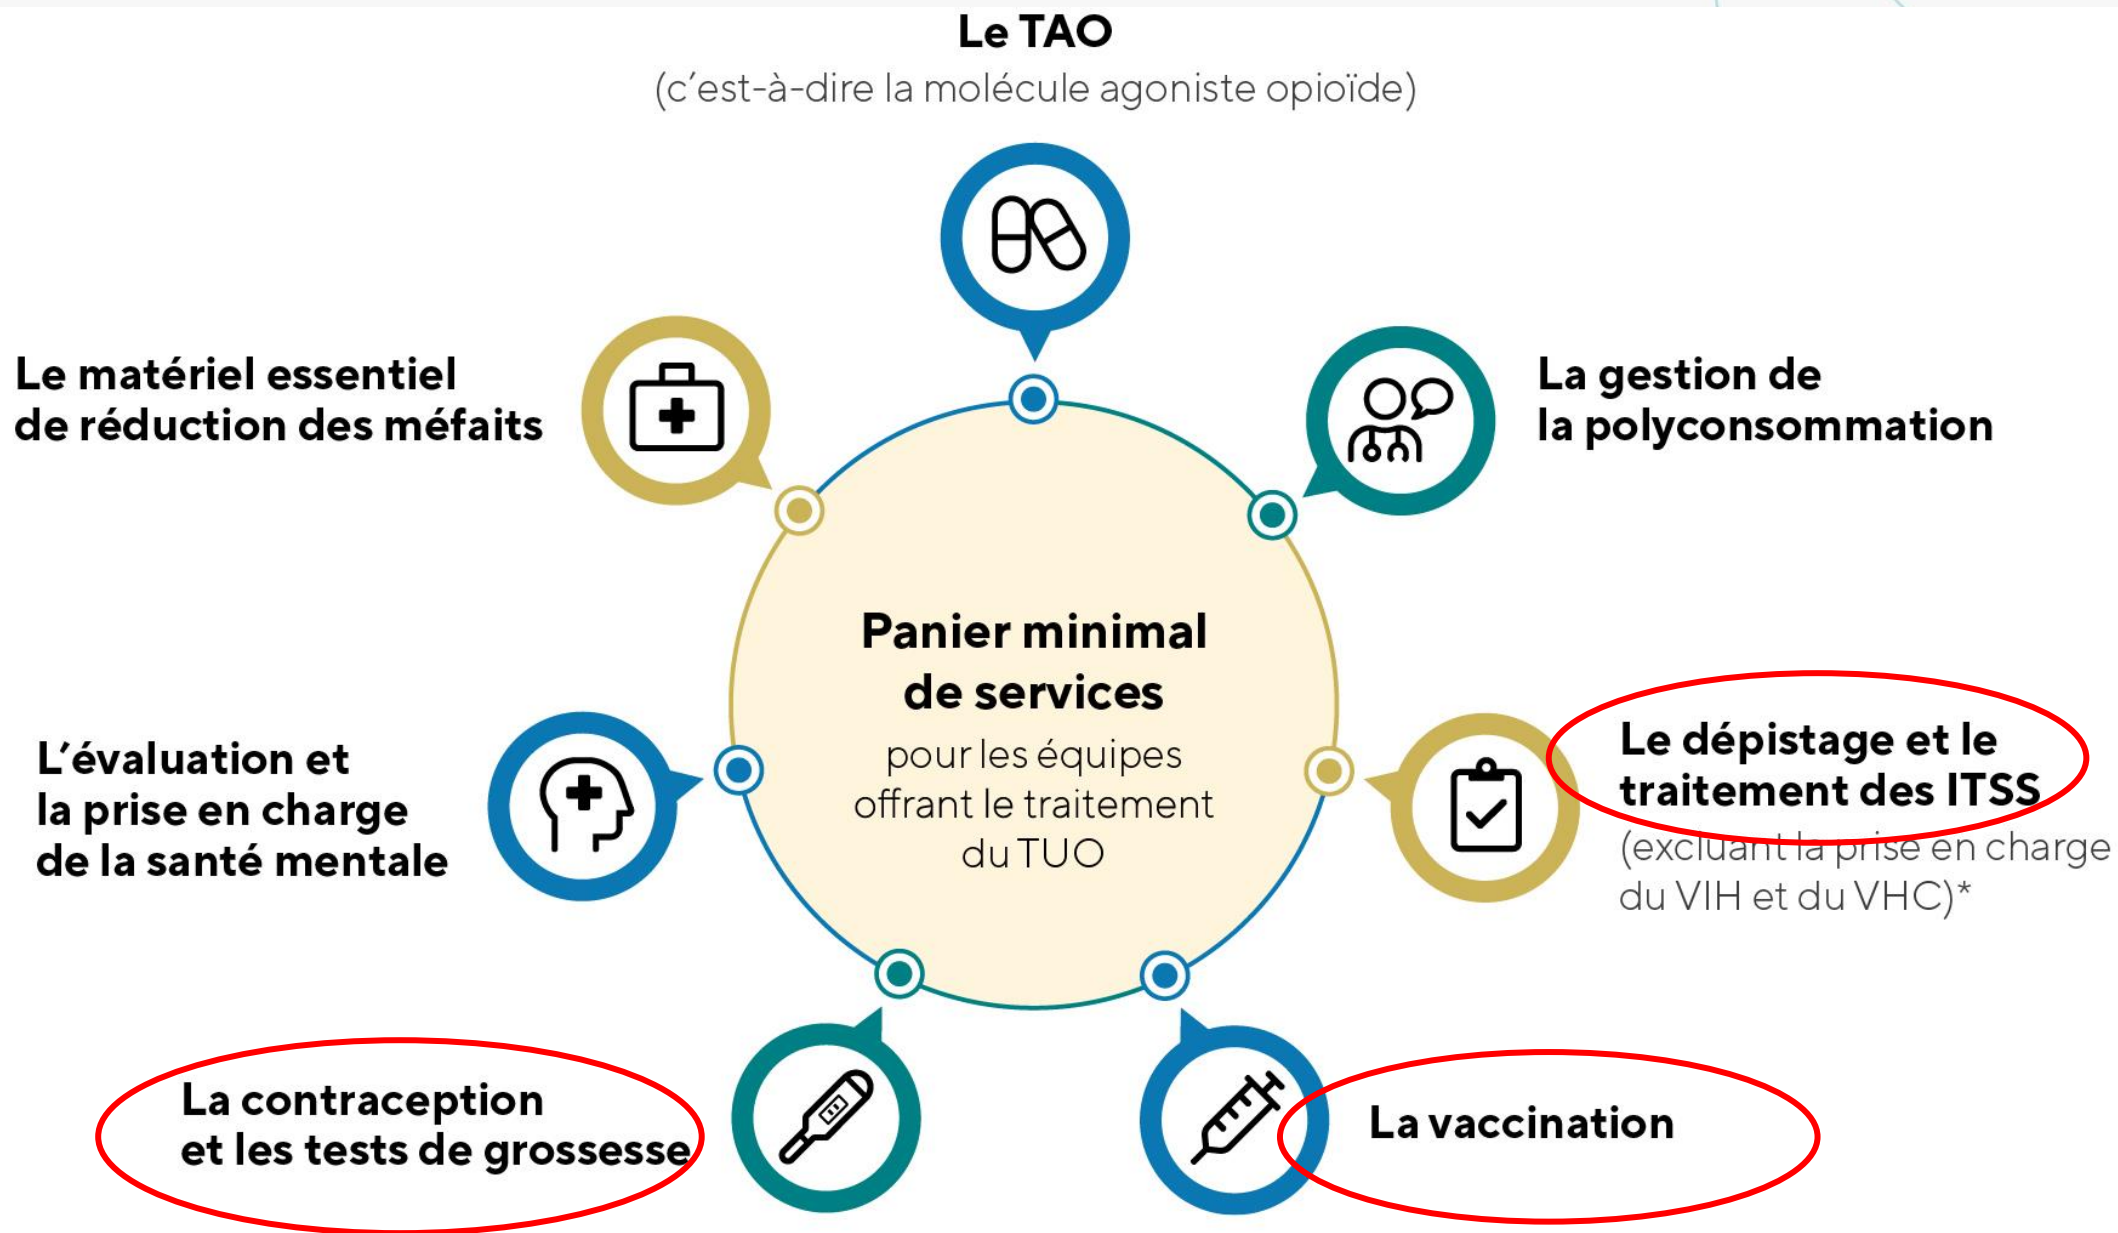 Le TAO
(c'est-à-dire la molécule agoniste opioïde)
Le matériel essentiel
de réduction des méfaits
La gestion de
la polyconsommation
Panier minimal
de services
pour les équipes
offrant le traitement
du TUO
L'évaluation et
la prise en charge
de la santé mentale
Le dépistage et le
traitement des ITSS
(excluant la prise en charge
du VIH et du VHC)*
La contraception
et les tests de grossesse
La vaccination